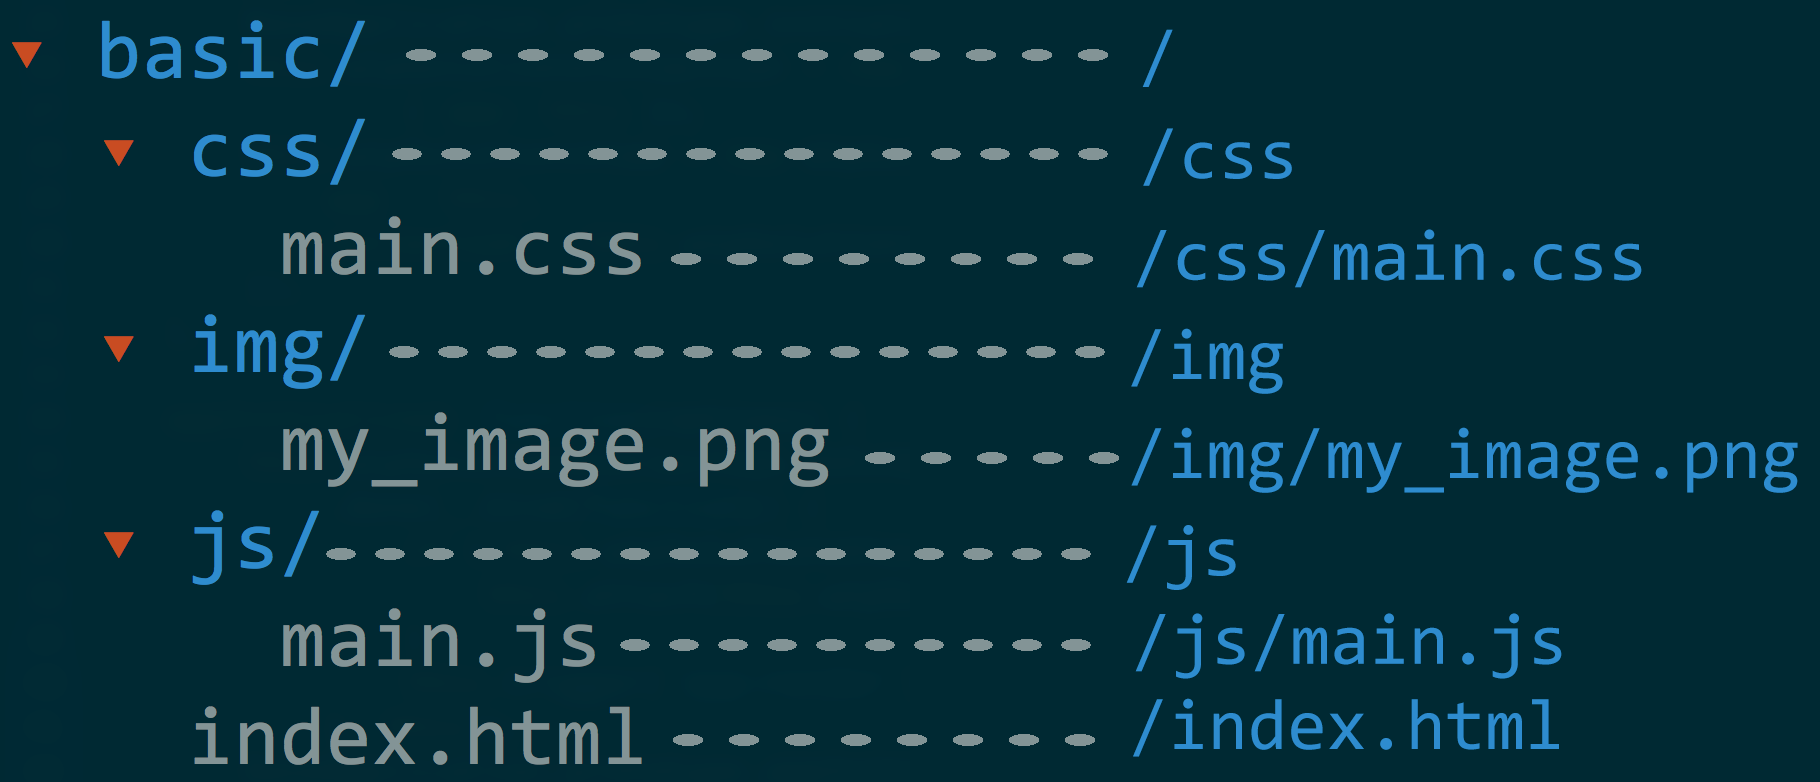 basic/ - - - - - - - - - - - - - /
css/ - - - - - - - - - - - - - - - /css
main.css - - - - - - - - /css/main.css
img/ - - - - - - - - - - - - - - - /img
my_image.png - - - - - /img/my_image.png
js/ - - - - - - - - - - - - - - - - /js
main.js - - - - - - - - - - /js/main.js
index.html - - - - - - - - /index.html